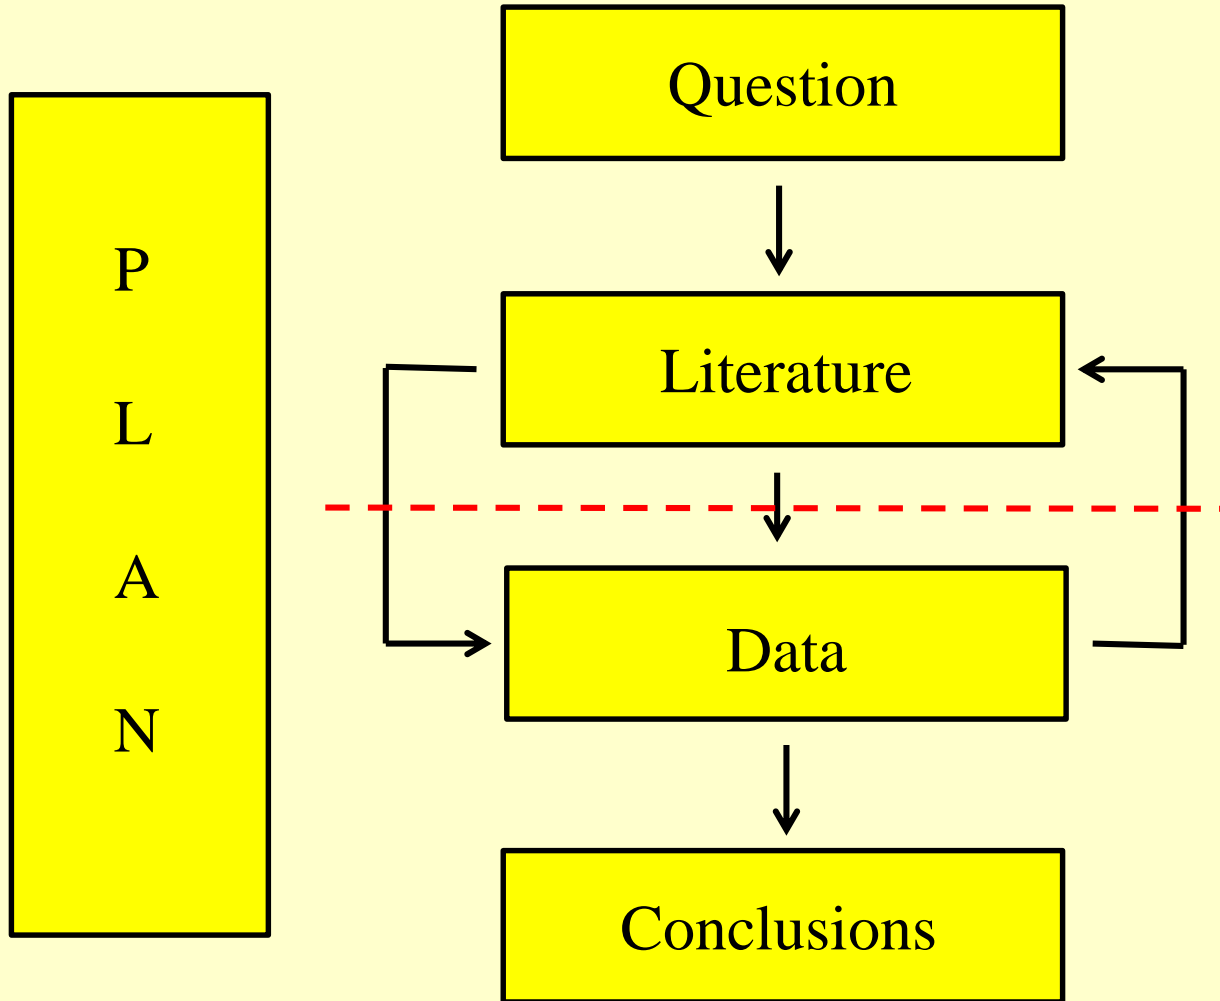 P
L
A
N
Question
Literature
Data
Conclusions